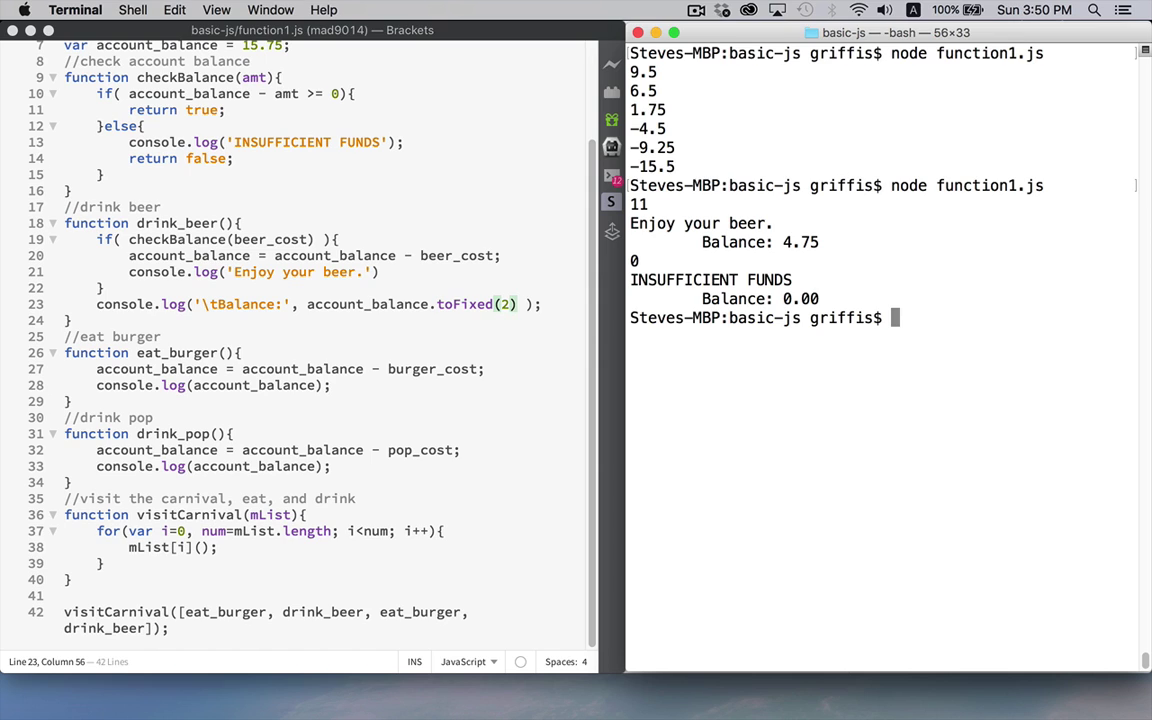 Terminal Shell Edit View Window Help 100% Sun 3:50 PM
basic-js/function1.js (mad9014) — Brackets
7 var account_balance = 15.75;
8 //check account balance
9 function checkBalance(amt){
10 if( account_balance - amt >= 0){
11 return true;
12 }else{
13 console.log('INSUFFICIENT FUNDS');
14 return false;
15 }
16 }
17 //drink beer
18 function drink_beer(){
19 if( checkBalance(beer_cost) ){
20 account_balance = account_balance - beer_cost;
21 console.log('Enjoy your beer.')
22 }
23 console.log('\tBalance:', account_balance.toFixed(2) );
24 }
25 //eat burger
26 function eat_burger(){
27 account_balance = account_balance - burger_cost;
28 console.log(account_balance);
29 }
30 //drink pop
31 function drink_pop(){
32 account_balance = account_balance - pop_cost;
33 console.log(account_balance);
34 }
35 //visit the carnival, eat, and drink
36 function visitCarnival(mList){
37 for(var i=0, num=mList.length; i<num; i++){
38 mList[i]();
39 }
40 }
41
42 visitCarnival([eat_burger, drink_beer, eat_burger,
drink_beer]);
Line 23, Column 56 — 42 Lines INS JavaScript Spaces: 4
12
S
basic-js — -bash — 56×33
Steves-MBP:basic-js griffis$ node function1.js
9.5
6.5
1.75
-4.5
-9.25
-15.5
Steves-MBP:basic-js griffis$ node function1.js
11
Enjoy your beer.
Balance: 4.75
0
INSUFFICIENT FUNDS
Balance: 0.00
Steves-MBP:basic-js griffis$